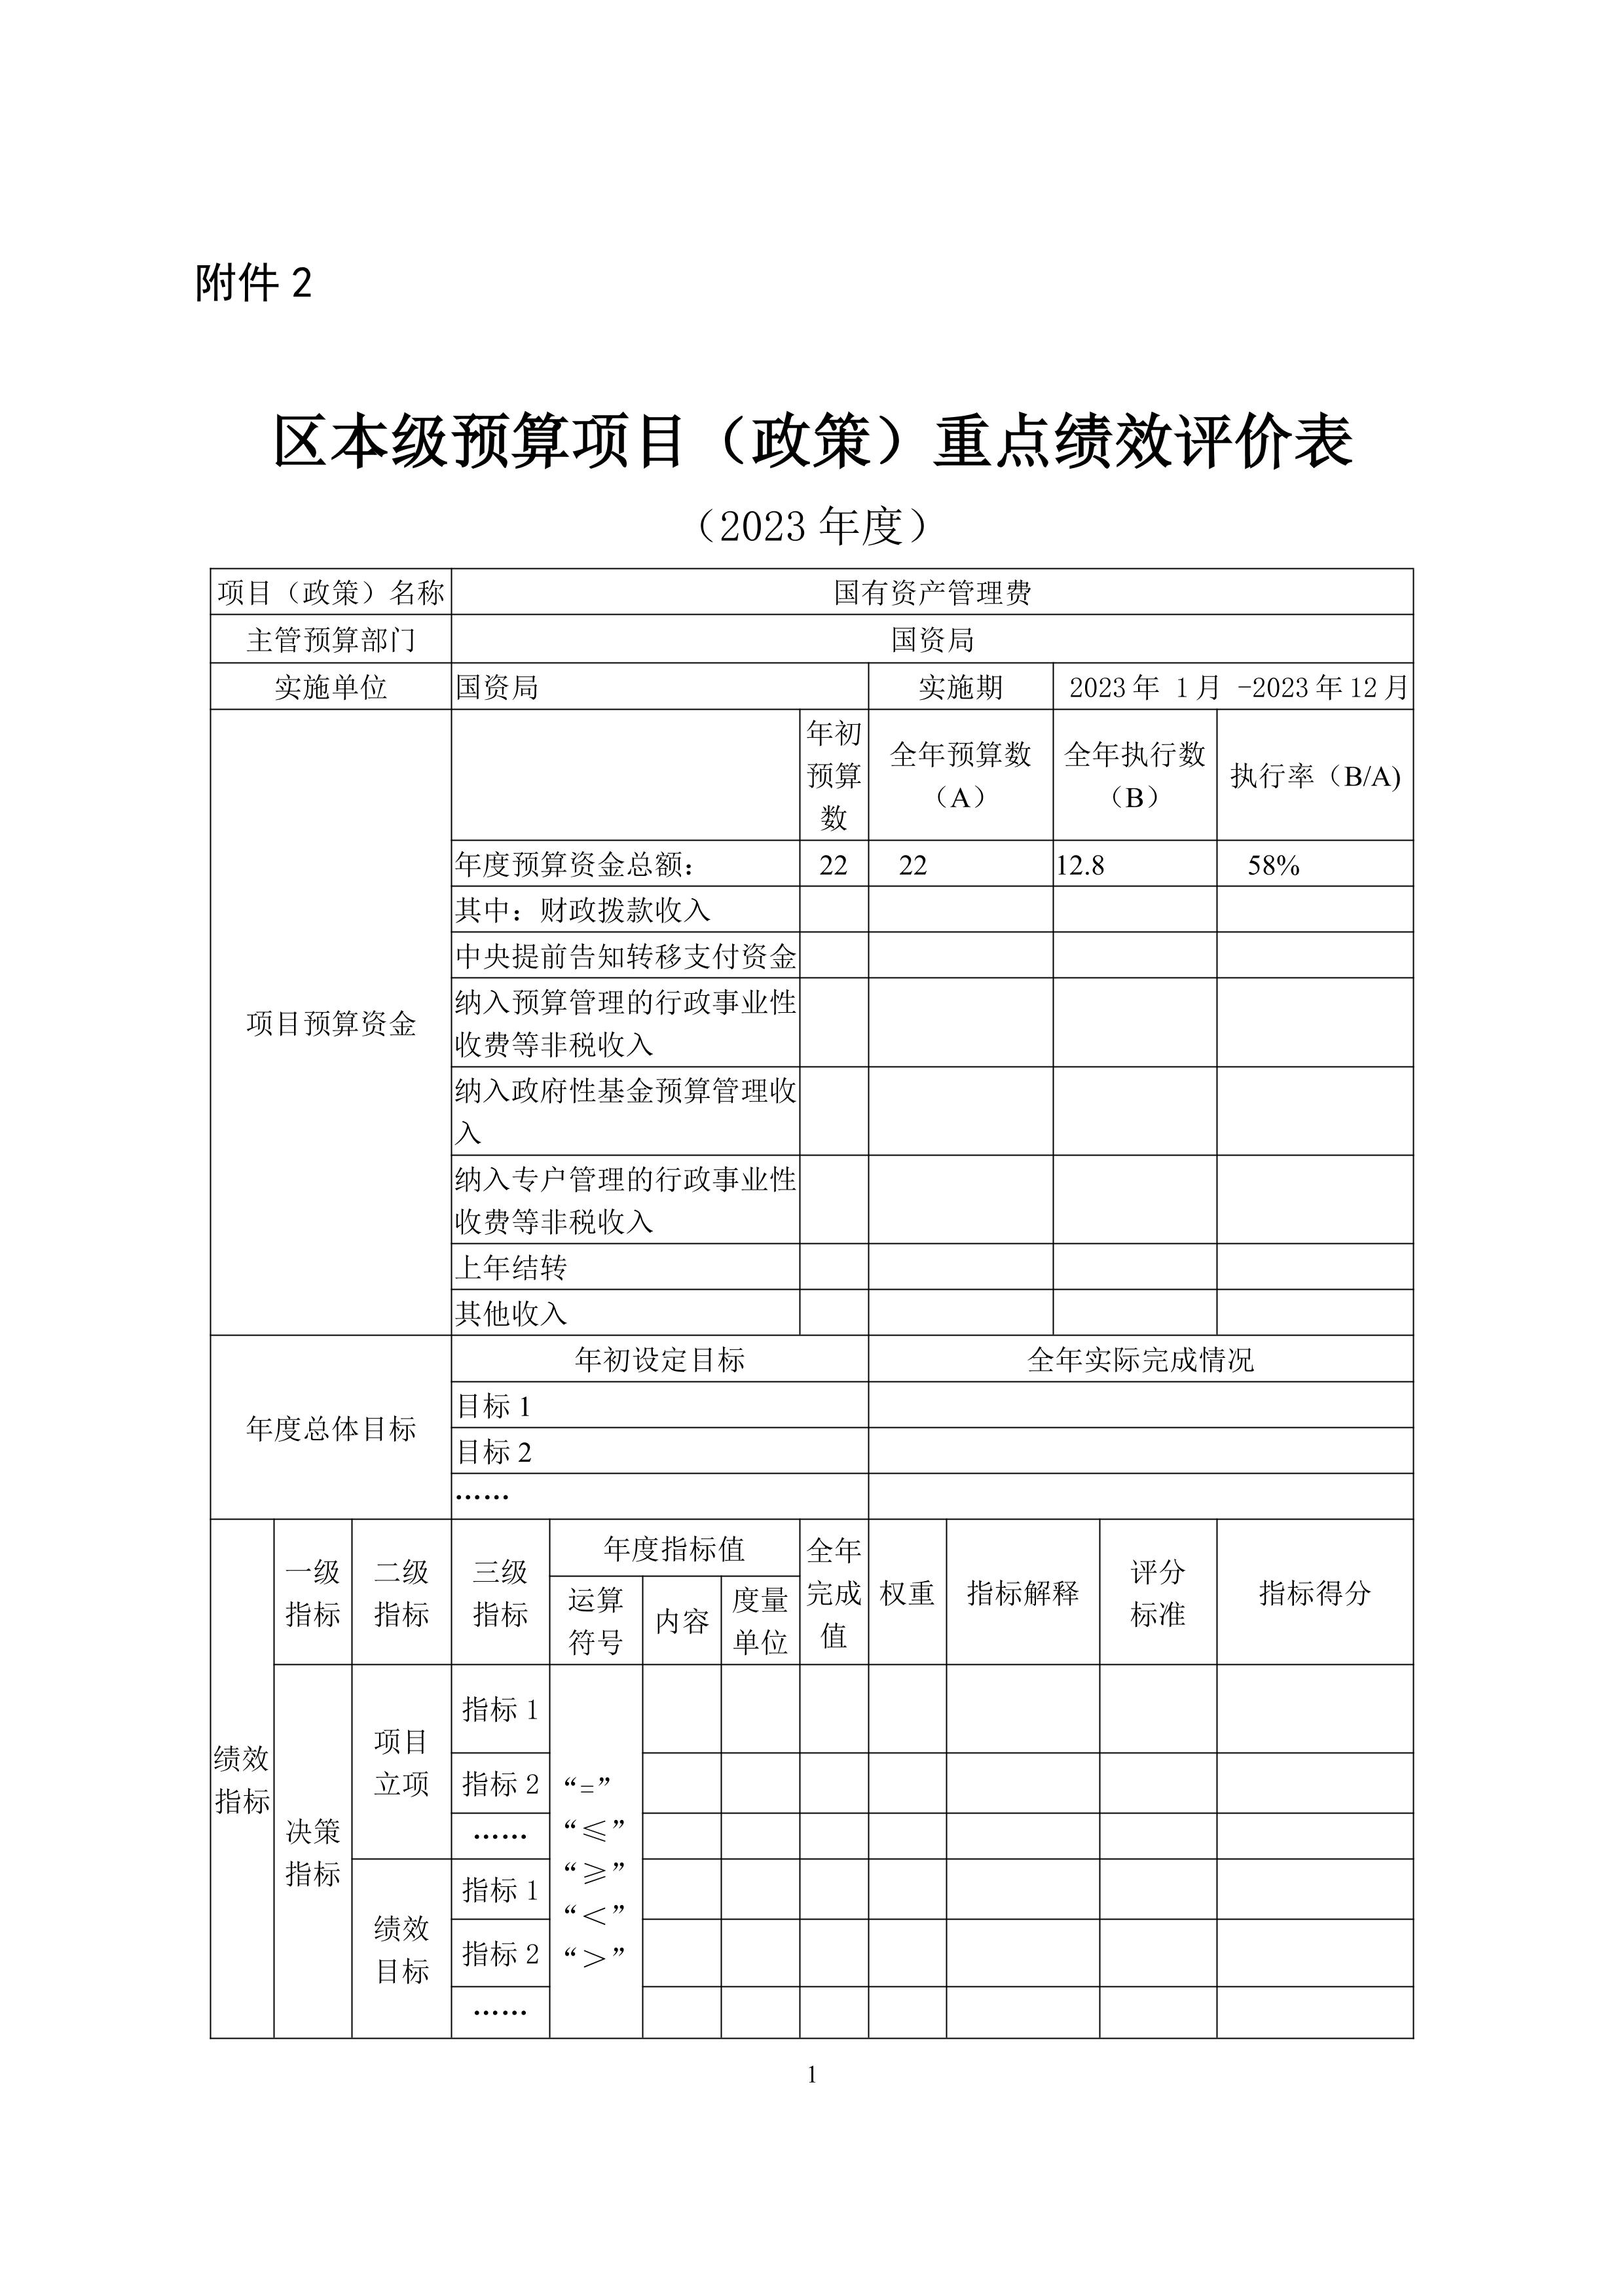 附件 2
区本级预算项目（政策）重点绩效评价表
（2023 年度）
项目（政策）名称 国有资产管理费
主管预算部门 国资局
实施单位 国资局 实施期 2023 年 1 月 -2023 年 12 月
项目预算资金
年初
预算
数
全年预算数
（A）
全年执行数
（B）
执行率（B/A)
年度预算资金总额： 22 22 12.8 58%
其中：财政拨款收入
中央提前告知转移支付资金
纳入预算管理的行政事业性
收费等非税收入
纳入政府性基金预算管理收
入
纳入专户管理的行政事业性
收费等非税收入
上年结转
其他收入
年度总体目标
年初设定目标 全年实际完成情况
目标 1
目标 2
……
绩效
指标
一级
指标
二级
指标
三级
指标
年度指标值
运算
符号
内容
度量
单位
全年
完成
值
权重
指标解释
评分
标准
指标得分
决策
指标
项目
立项
指标 1
指标 2
……
“=”
“≤”
“≥”
“＜”
“＞”
绩效
目标
指标 1
指标 2
……
1